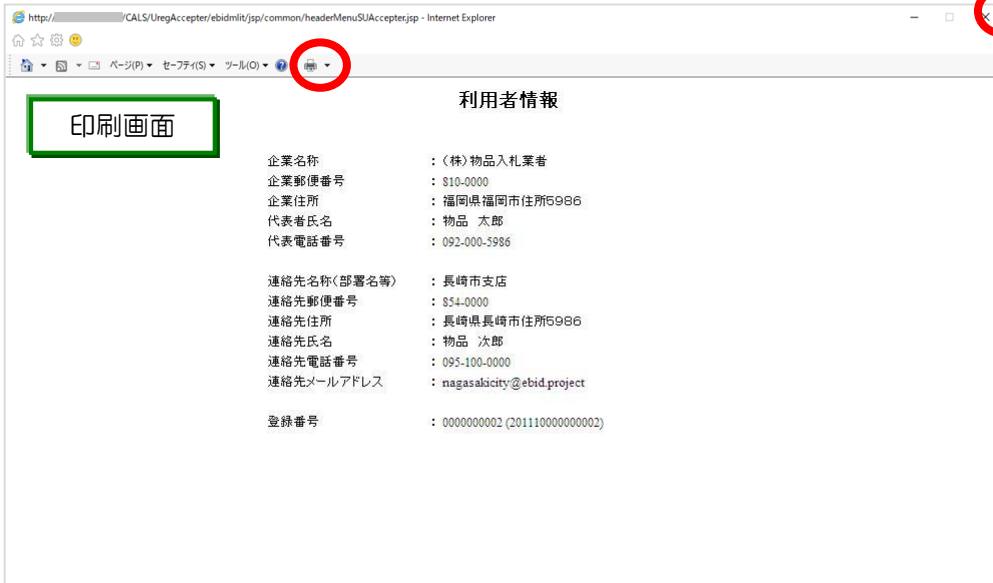 http:// /CALS/UregAccepter/ebidmlit/jsp/common/headerMenuSUAccepter.jsp - Internet Explorer
ページ(P) セーフティ(S) ツール(O)
利用者情報
印刷画面
企業名称 : (株)物品入札業者
企業郵便番号 : 810-0000
企業住所 : 福岡県福岡市住所5986
代表者氏名 : 物品 太郎
代表電話番号 : 092-000-5986
連絡先名称(部署名等) : 長崎市支店
連絡先郵便番号 : 854-0000
連絡先住所 : 長崎県長崎市住所5986
連絡先氏名 : 物品 次郎
連絡先電話番号 : 095-100-0000
連絡先メールアドレス : nagasakicity@ebid.project
登録番号 : 0000000002 (201110000000002)